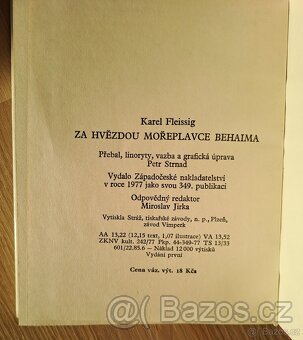 Karel Fleissig
ZA HVĚZDOU MOŘEPLAVCE BEHAIMA
Přebal, linoryty, vazba a grafická úprava
Petr Strnad
Vydalo Západočeské nakladatelství
v roce 1977 jako svou 349. publikaci
Odpovědný redaktor
Miroslav Jirka
Vytiskla Stráž, tiskařské závody, n. p., Plzeň,
závod Vimperk
AA 13,22 (12,15 text, 1,07 ilustrace) VA 13,52
ZKNV kult. 242/77 Pkg. 44-349-77 TS 13/33
601/22,85.6 – Náklad 12 000 výtisků
Vydání první
Cena váz. výt. 18 Kčs
Bazoš.cz